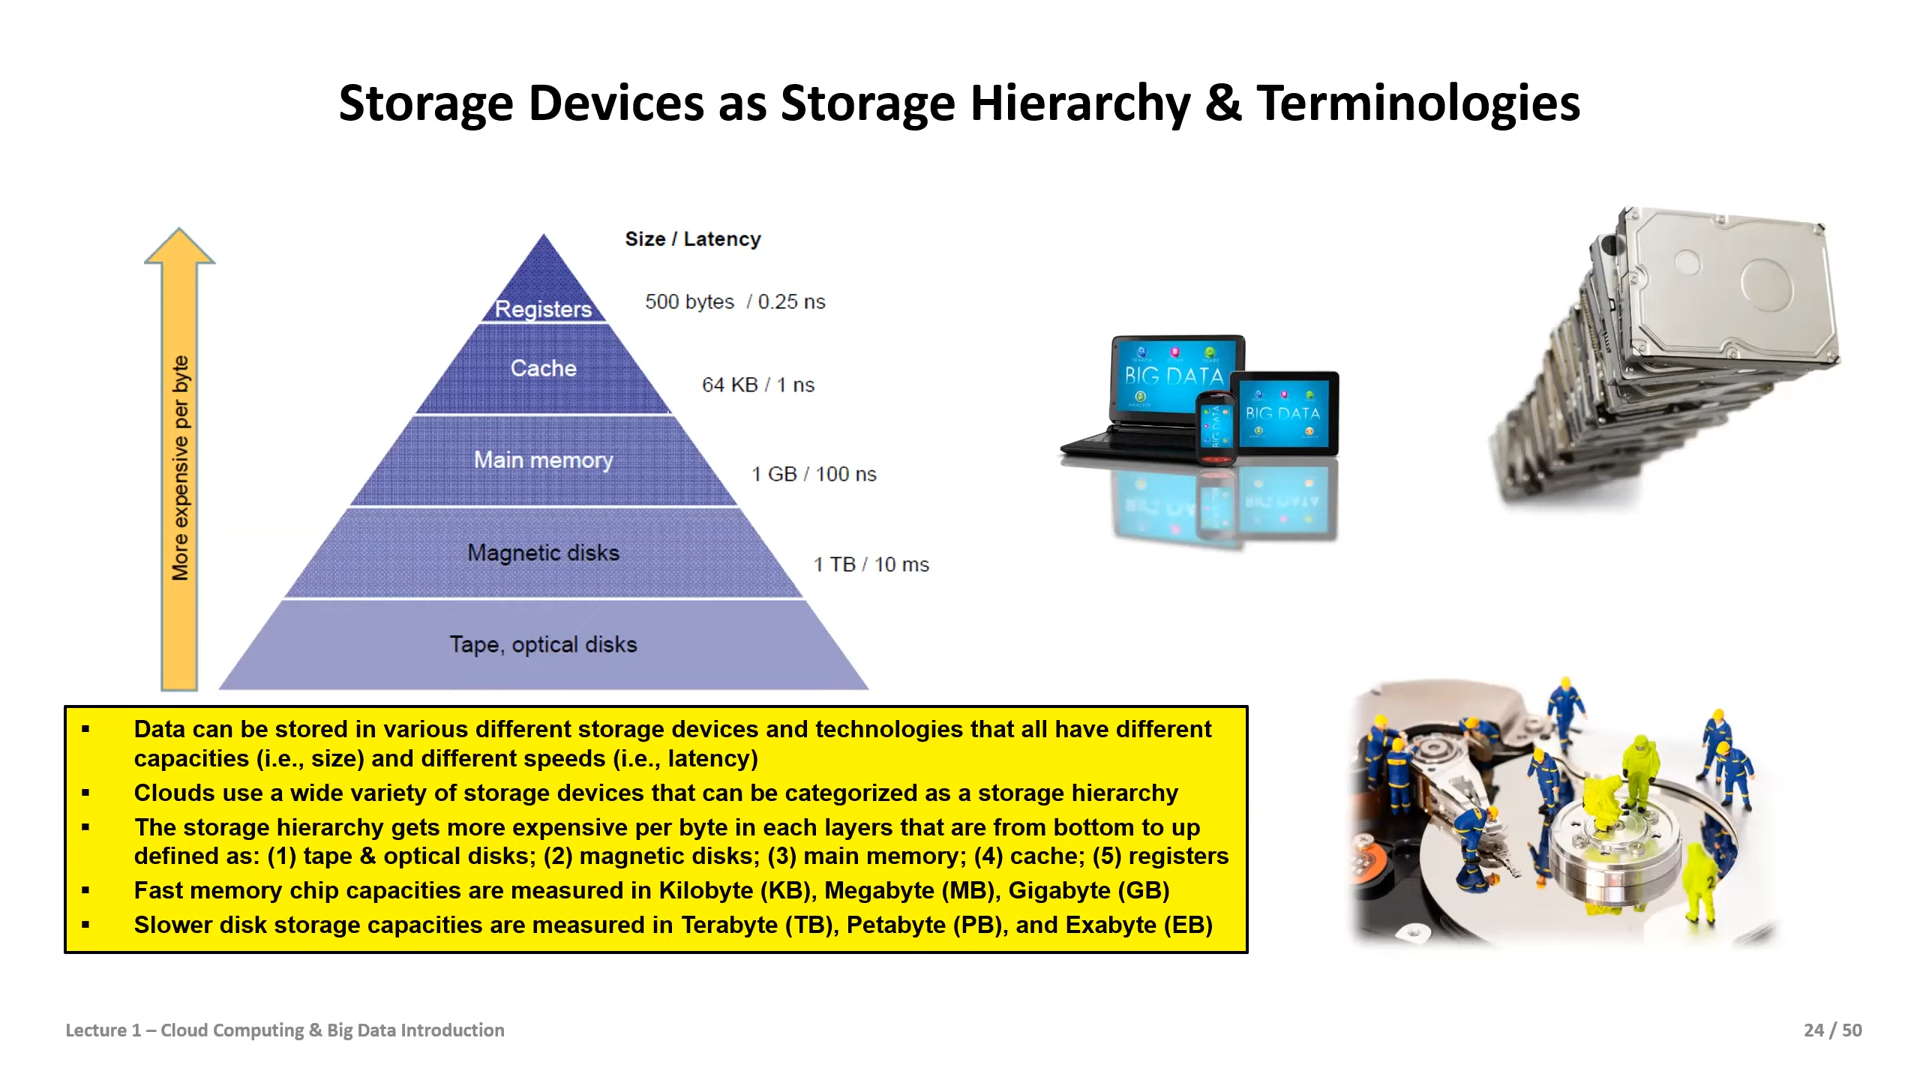 Storage Devices as Storage Hierarchy & Terminologies
More expensive per byte
Size / Latency
Registers
500 bytes / 0.25 ns
Cache
64 KB / 1 ns
Main memory
1 GB / 100 ns
Magnetic disks
1 TB / 10 ms
Tape, optical disks
BIG DATA
BIG DATA
BIG DATA
▪ Data can be stored in various different storage devices and technologies that all have different
capacities (i.e., size) and different speeds (i.e., latency)
▪ Clouds use a wide variety of storage devices that can be categorized as a storage hierarchy
▪ The storage hierarchy gets more expensive per byte in each layers that are from bottom to up
defined as: (1) tape & optical disks; (2) magnetic disks; (3) main memory; (4) cache; (5) registers
▪ Fast memory chip capacities are measured in Kilobyte (KB), Megabyte (MB), Gigabyte (GB)
▪ Slower disk storage capacities are measured in Terabyte (TB), Petabyte (PB), and Exabyte (EB)
2
Lecture 1 – Cloud Computing & Big Data Introduction
24 / 50